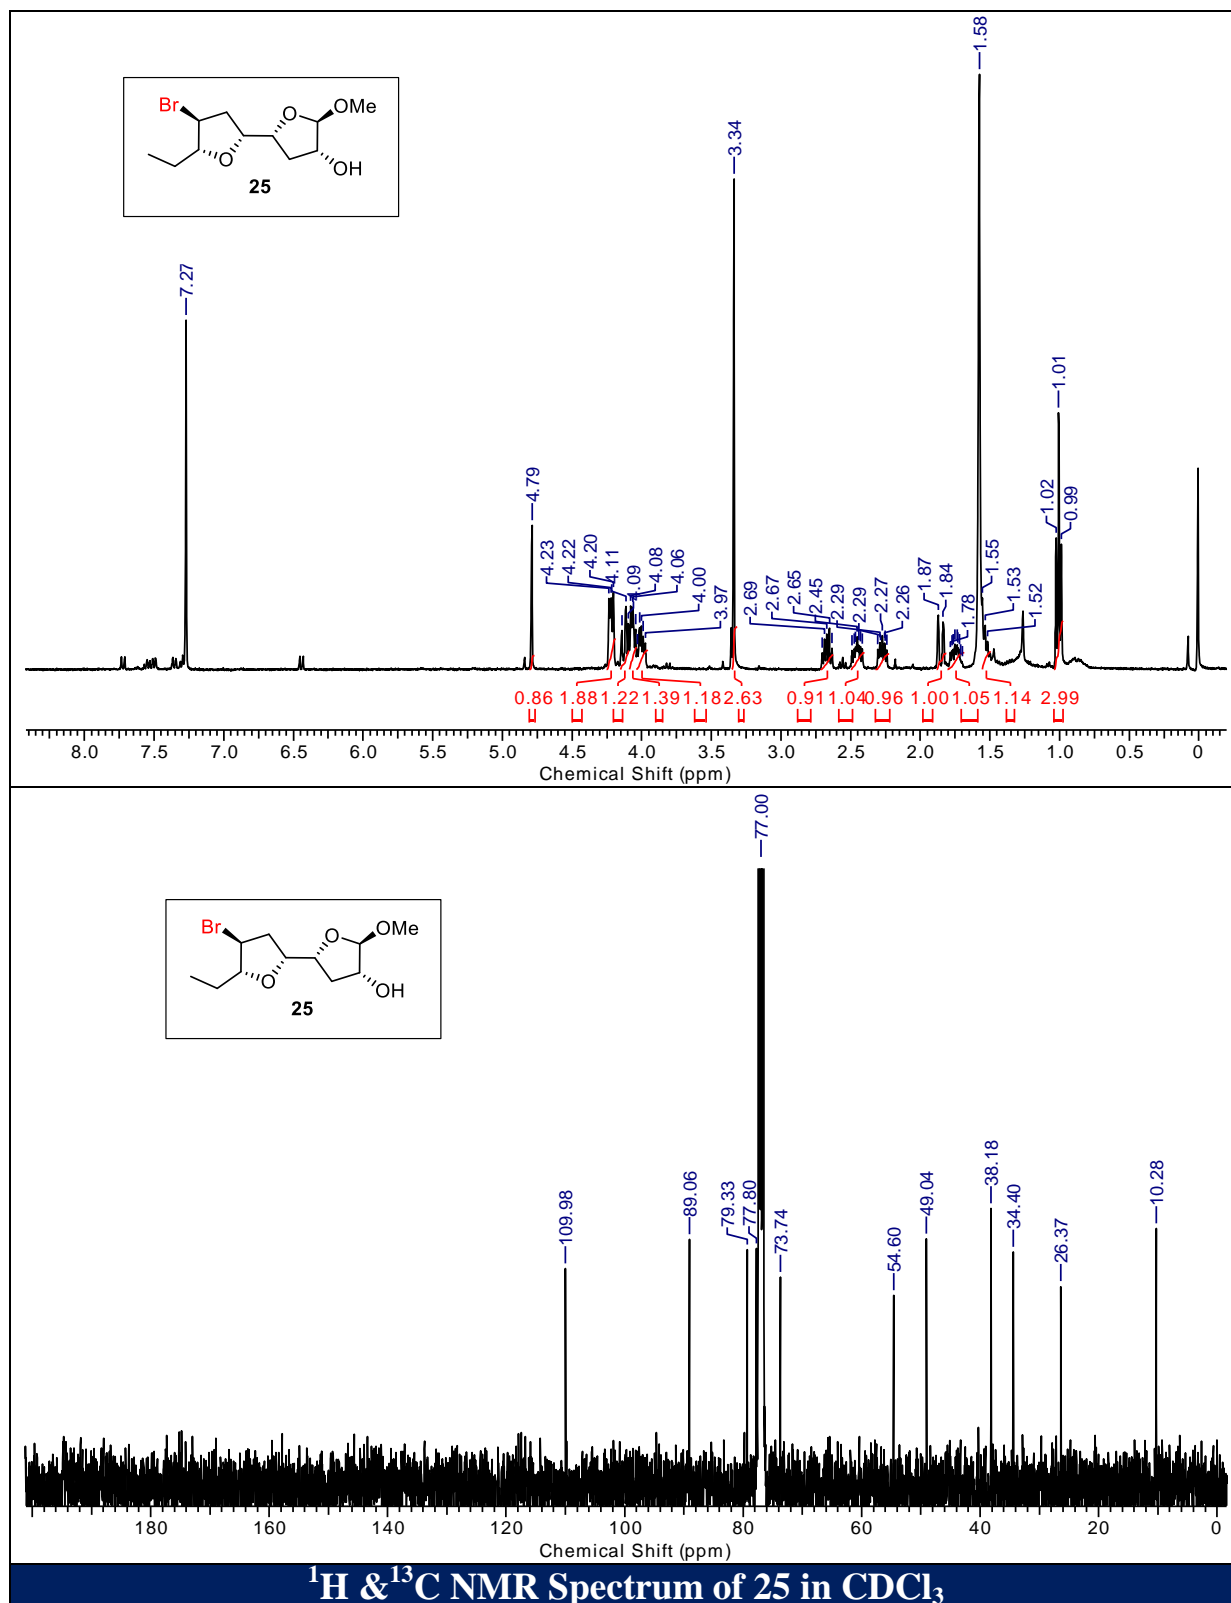 1.58
3.34
7.27
1.01
1.02
0.99
4.79
4.23
4.22
4.20
4.11
4.09
4.08
4.06
4.00
3.97
2.69
2.67
2.65
2.45
2.29
2.29
2.27
2.26
1.87
1.84
1.78
1.55
1.53
1.52
Br
O
OMe
O
OH
25
0.86 1.88 1.22 1.39 1.18 2.63 0.91 1.04 0.96 1.00 1.05 1.14 2.99
8.0 7.5 7.0 6.5 6.0 5.5 5.0 4.5 4.0 3.5 3.0 2.5 2.0 1.5 1.0 0.5 0
Chemical Shift (ppm)
77.00
Br
O
OMe
O
OH
25
109.98
89.06
79.33
77.80
73.74
54.60
49.04
38.18
34.40
26.37
10.28
180 160 140 120 100 80 60 40 20 0
Chemical Shift (ppm)
¹H &¹³C NMR Spectrum of 25 in CDCl₃